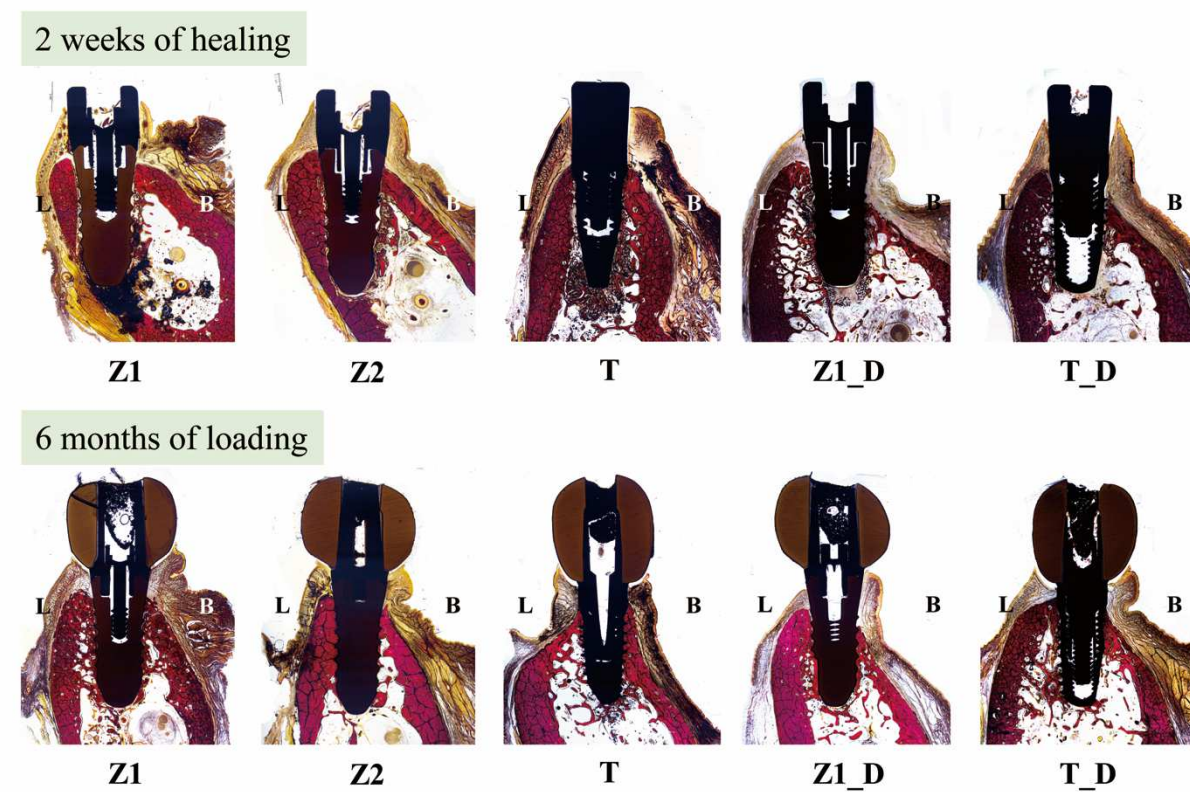 2 weeks of healing
L B L B L B L B L B
Z1 Z2 T Z1_D T_D
6 months of loading
L B L B L B L B L B
Z1 Z2 T Z1_D T_D